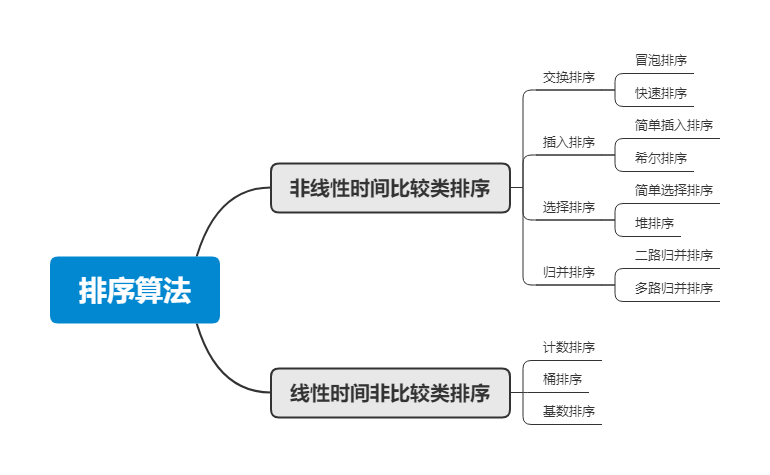 排序算法
非线性时间比较类排序
交换排序
冒泡排序
快速排序
插入排序
简单插入排序
希尔排序
选择排序
简单选择排序
堆排序
归并排序
二路归并排序
多路归并排序
线性时间非比较类排序
计数排序
桶排序
基数排序